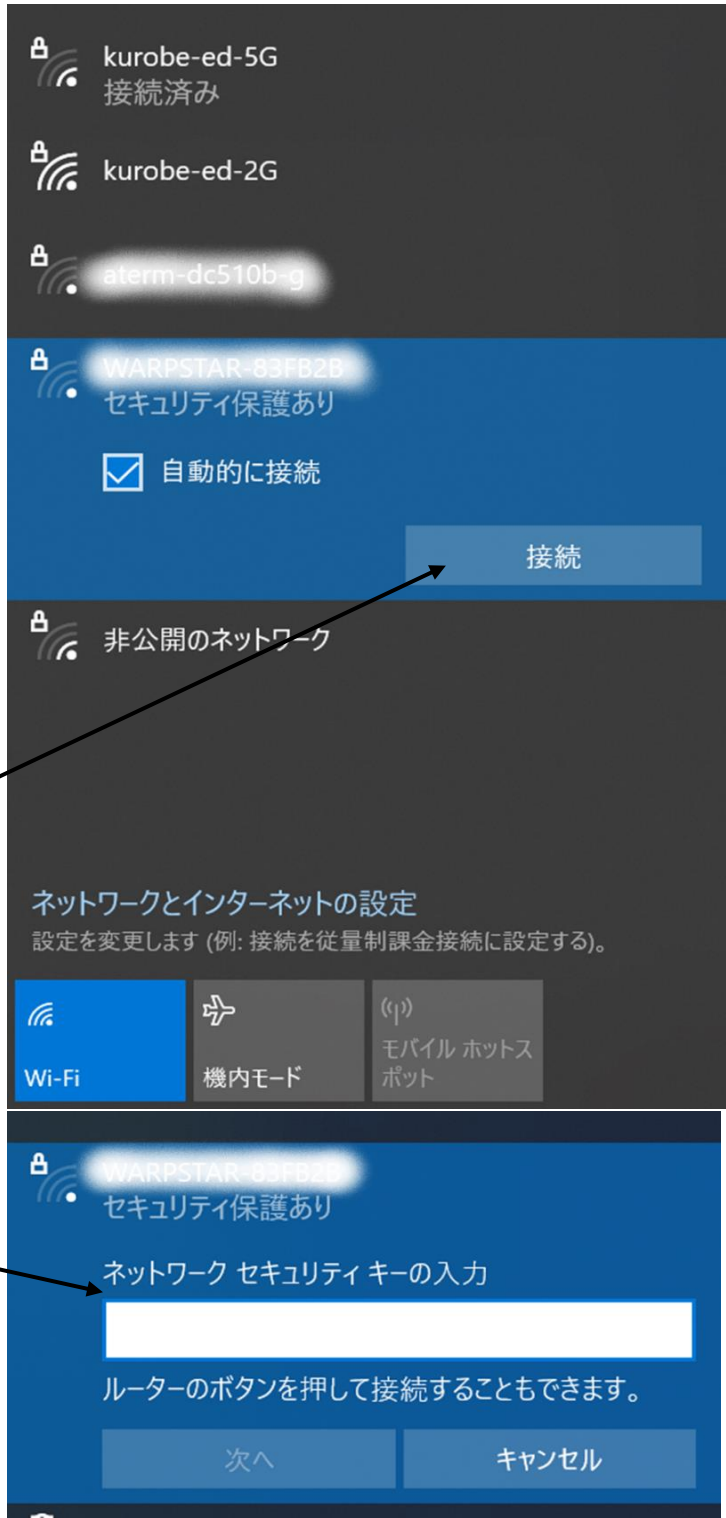 kurobe-ed-5G
接続済み
kurobe-ed-2G
aterm-dc510b-g
WARPSTAR-83FB2B
セキュリティ保護あり
自動的に接続
接続
非公開のネットワーク
ネットワークとインターネットの設定
設定を変更します (例: 接続を従量制課金接続に設定する)。
Wi-Fi
機内モード
モバイル ホットス
ポット
セキュリティ保護あり
ネットワーク セキュリティ キーの入力
ルーターのボタンを押して接続することもできます。
次へ
キャンセル